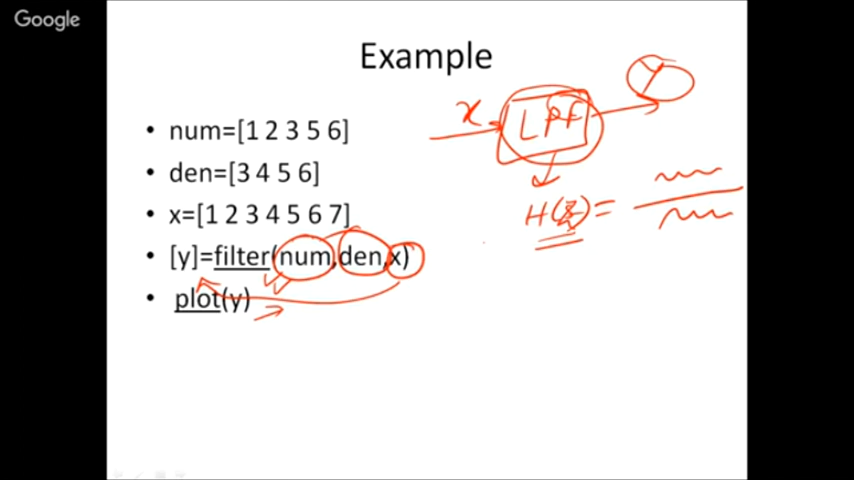 Google
Example
• num=[1 2 3 5 6]
• den=[3 4 5 6]
• x=[1 2 3 4 5 6 7]
• [y]=filter(num,den,x)
• plot(y)
x
LPF
Y
H(z)=